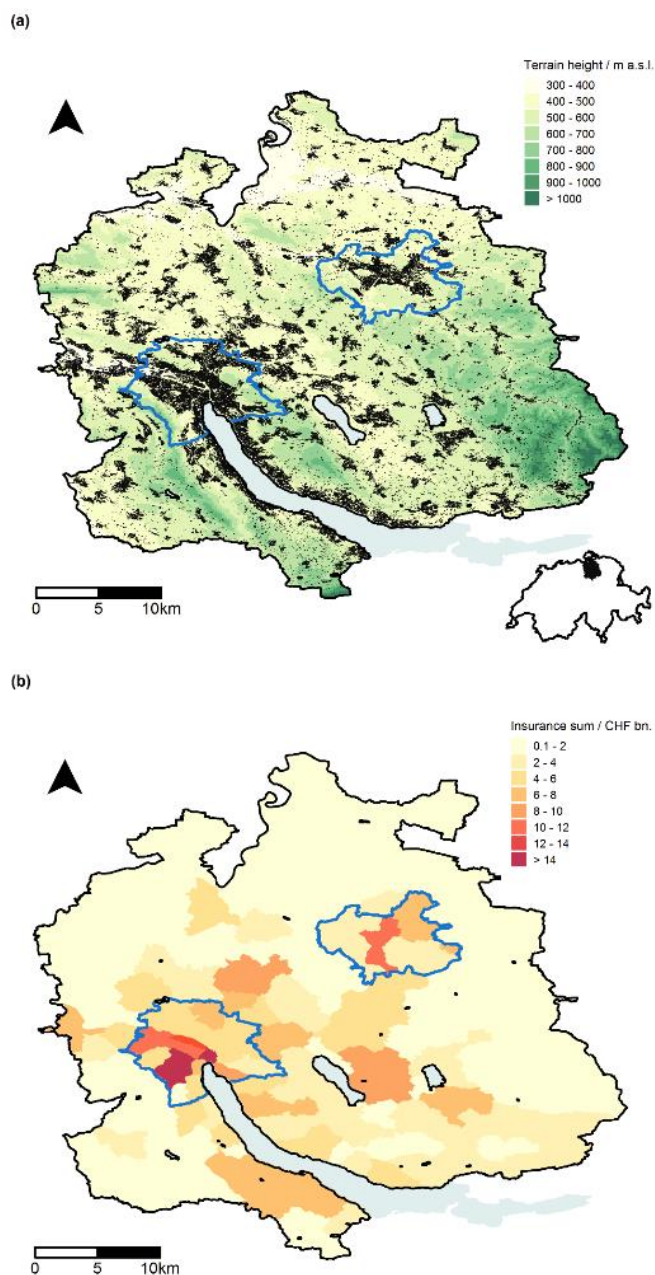 (a)
Terrain height / m a.s.l.
300 - 400
400 - 500
500 - 600
600 - 700
700 - 800
800 - 900
900 - 1000
> 1000
0 5 10km
(b)
Insurance sum / CHF bn.
0.1 - 2
2 - 4
4 - 6
6 - 8
8 - 10
10 - 12
12 - 14
> 14
0 5 10km